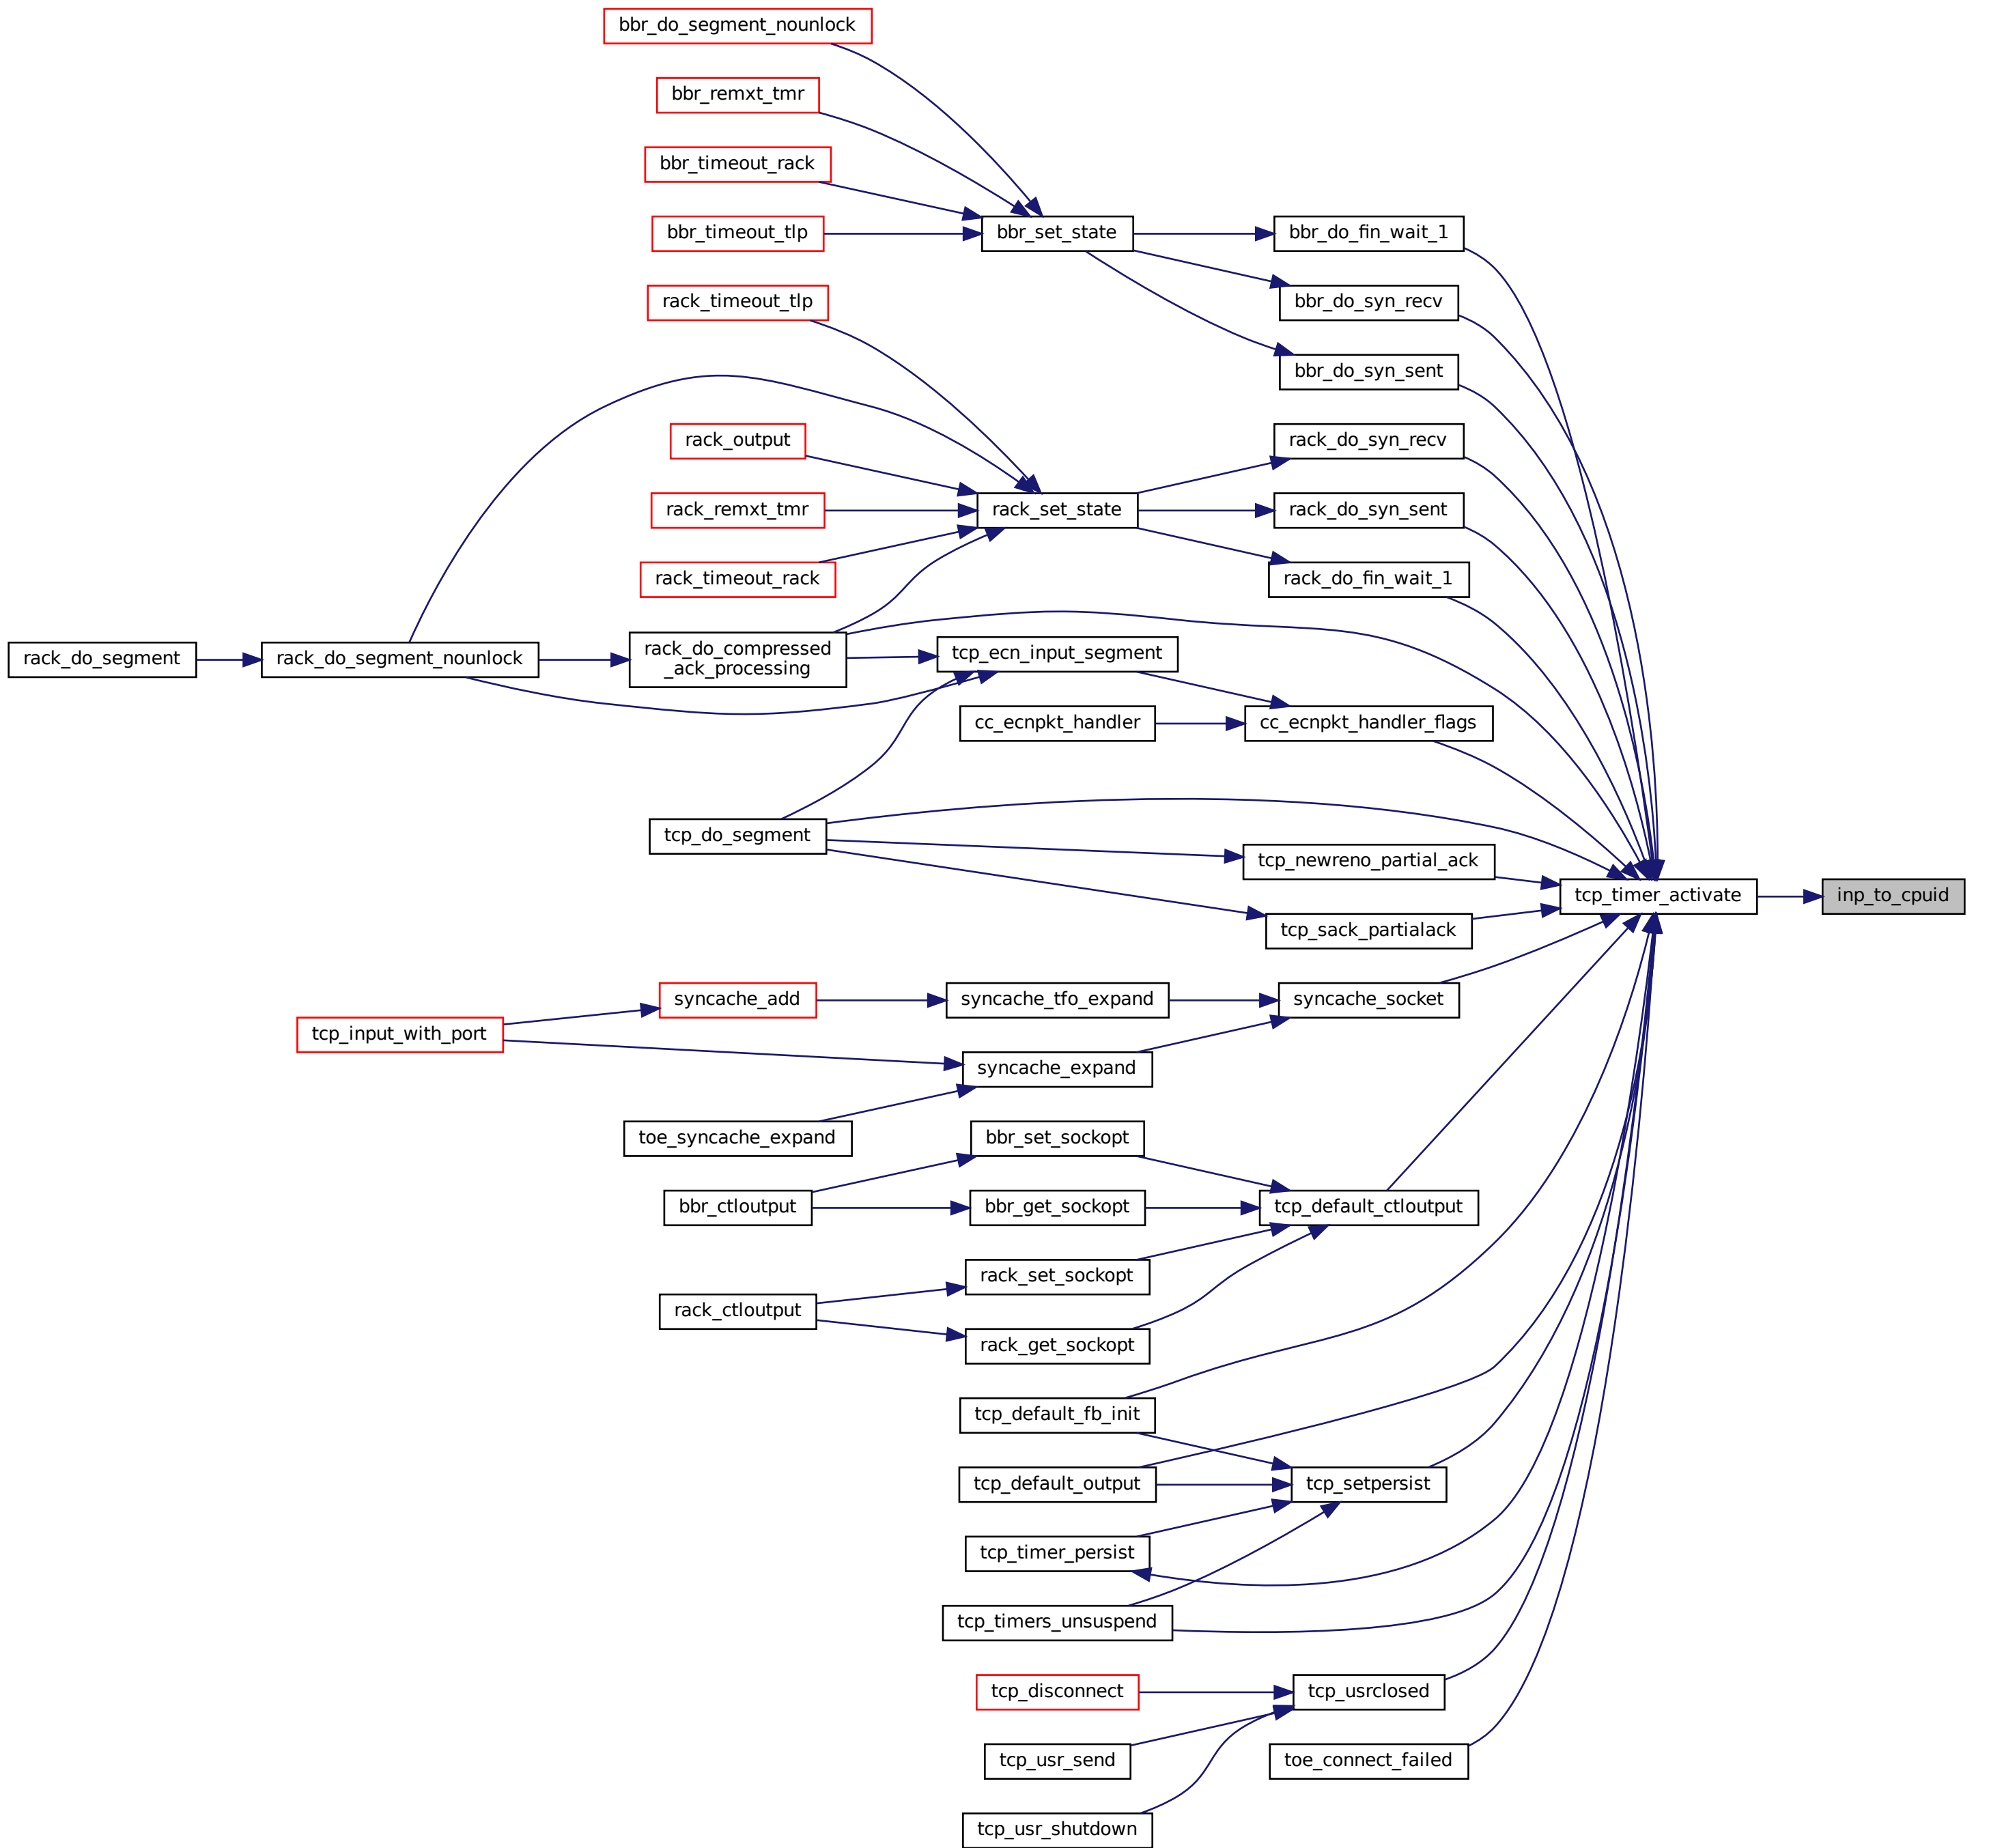 bbr_do_segment_nounlock
bbr_remxt_tmr
bbr_timeout_rack
bbr_timeout_tlp
bbr_set_state
bbr_do_fin_wait_1
rack_timeout_tlp
bbr_do_syn_recv
bbr_do_syn_sent
rack_output
rack_do_syn_recv
rack_remxt_tmr
rack_set_state
rack_do_syn_sent
rack_timeout_rack
rack_do_fin_wait_1
rack_do_segment
rack_do_segment_nounlock
rack_do_compressed
_ack_processing
tcp_ecn_input_segment
cc_ecnpkt_handler
cc_ecnpkt_handler_flags
tcp_do_segment
tcp_newreno_partial_ack
tcp_timer_activate
inp_to_cpuid
tcp_sack_partialack
syncache_add
syncache_tfo_expand
syncache_socket
tcp_input_with_port
syncache_expand
toe_syncache_expand
bbr_set_sockopt
bbr_ctloutput
bbr_get_sockopt
tcp_default_ctloutput
rack_set_sockopt
rack_ctloutput
rack_get_sockopt
tcp_default_fb_init
tcp_default_output
tcp_setpersist
tcp_timer_persist
tcp_timers_unsuspend
tcp_disconnect
tcp_usrclosed
tcp_usr_send
toe_connect_failed
tcp_usr_shutdown